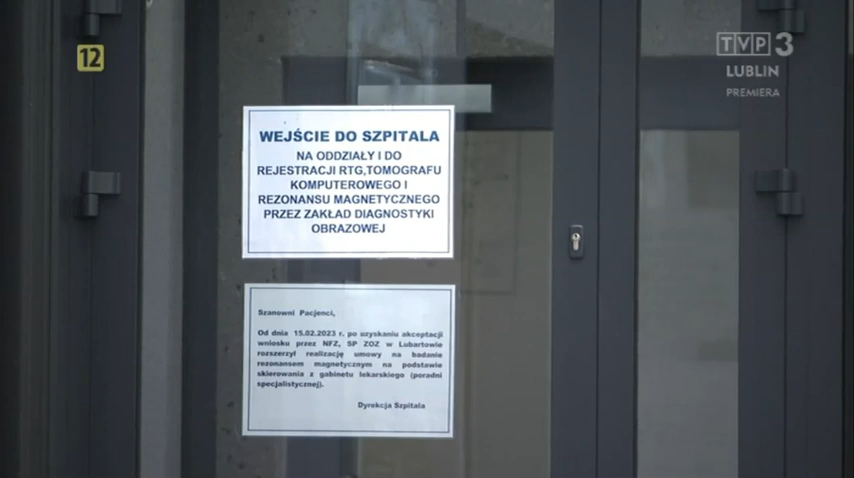 12
TVP3
LUBLIN
PREMIERA
WEJŚCIE DO SZPITALA
NA ODDZIAŁY I DO
REJESTRACJI RTG,TOMOGRAFU
KOMPUTEROWEGO I
REZONANSU MAGNETYCZNEGO
PRZEZ ZAKŁAD DIAGNOSTYKI
OBRAZOWEJ
Szanowni Pacjenci,
Od dnia 15.02.2023 r. po uzyskaniu akceptacji
wniosku przez NFZ, SP ZOZ w Lubartowie
rozszerzył realizację umowy na badanie
rezonansem magnetycznym na podstawie
skierowania z gabinetu lekarskiego (poradni
specjalistycznej).
Dyrekcja Szpitala